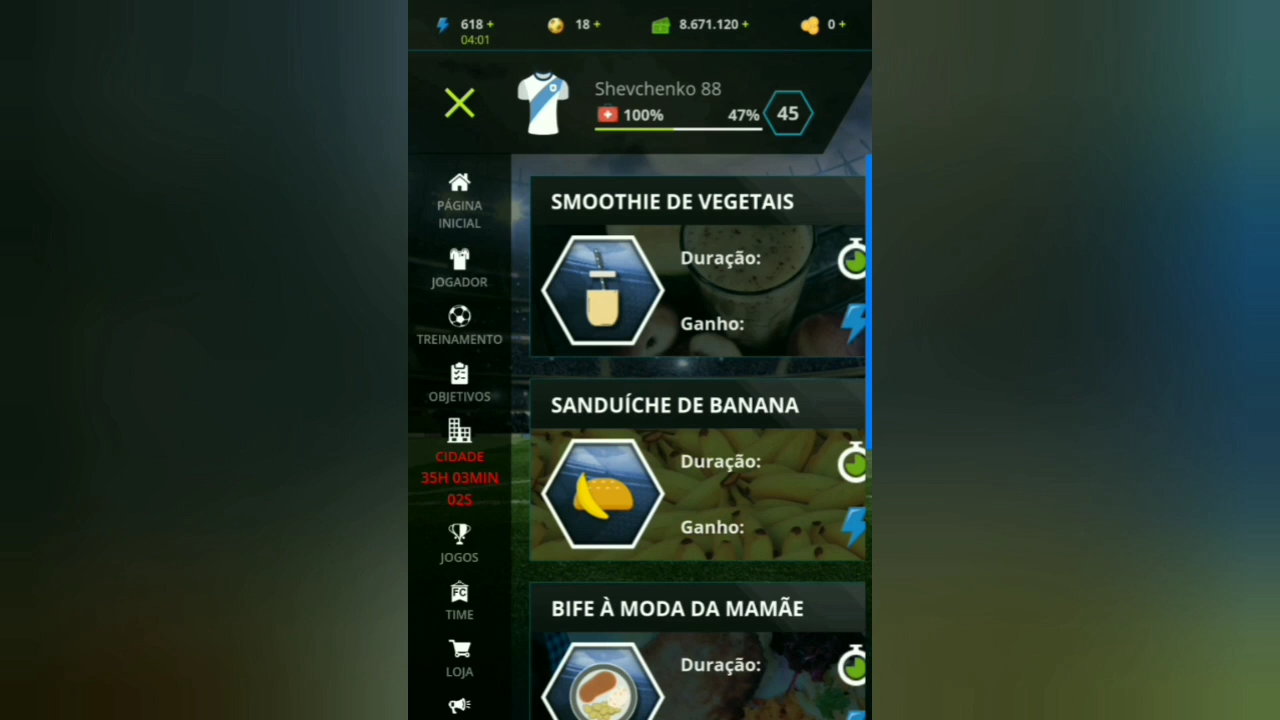 618 +
04:01
18 +
8.671.120 +
0 +
Shevchenko 88
100%
47%
45
PÁGINA
INICIAL
JOGADOR
TREINAMENTO
OBJETIVOS
CIDADE
35H 03MIN
02S
JOGOS
FC
TIME
LOJA
SMOOTHIE DE VEGETAIS
Duração:
Ganho:
SANDUÍCHE DE BANANA
Duração:
Ganho:
BIFE À MODA DA MAMÃE
Duração: